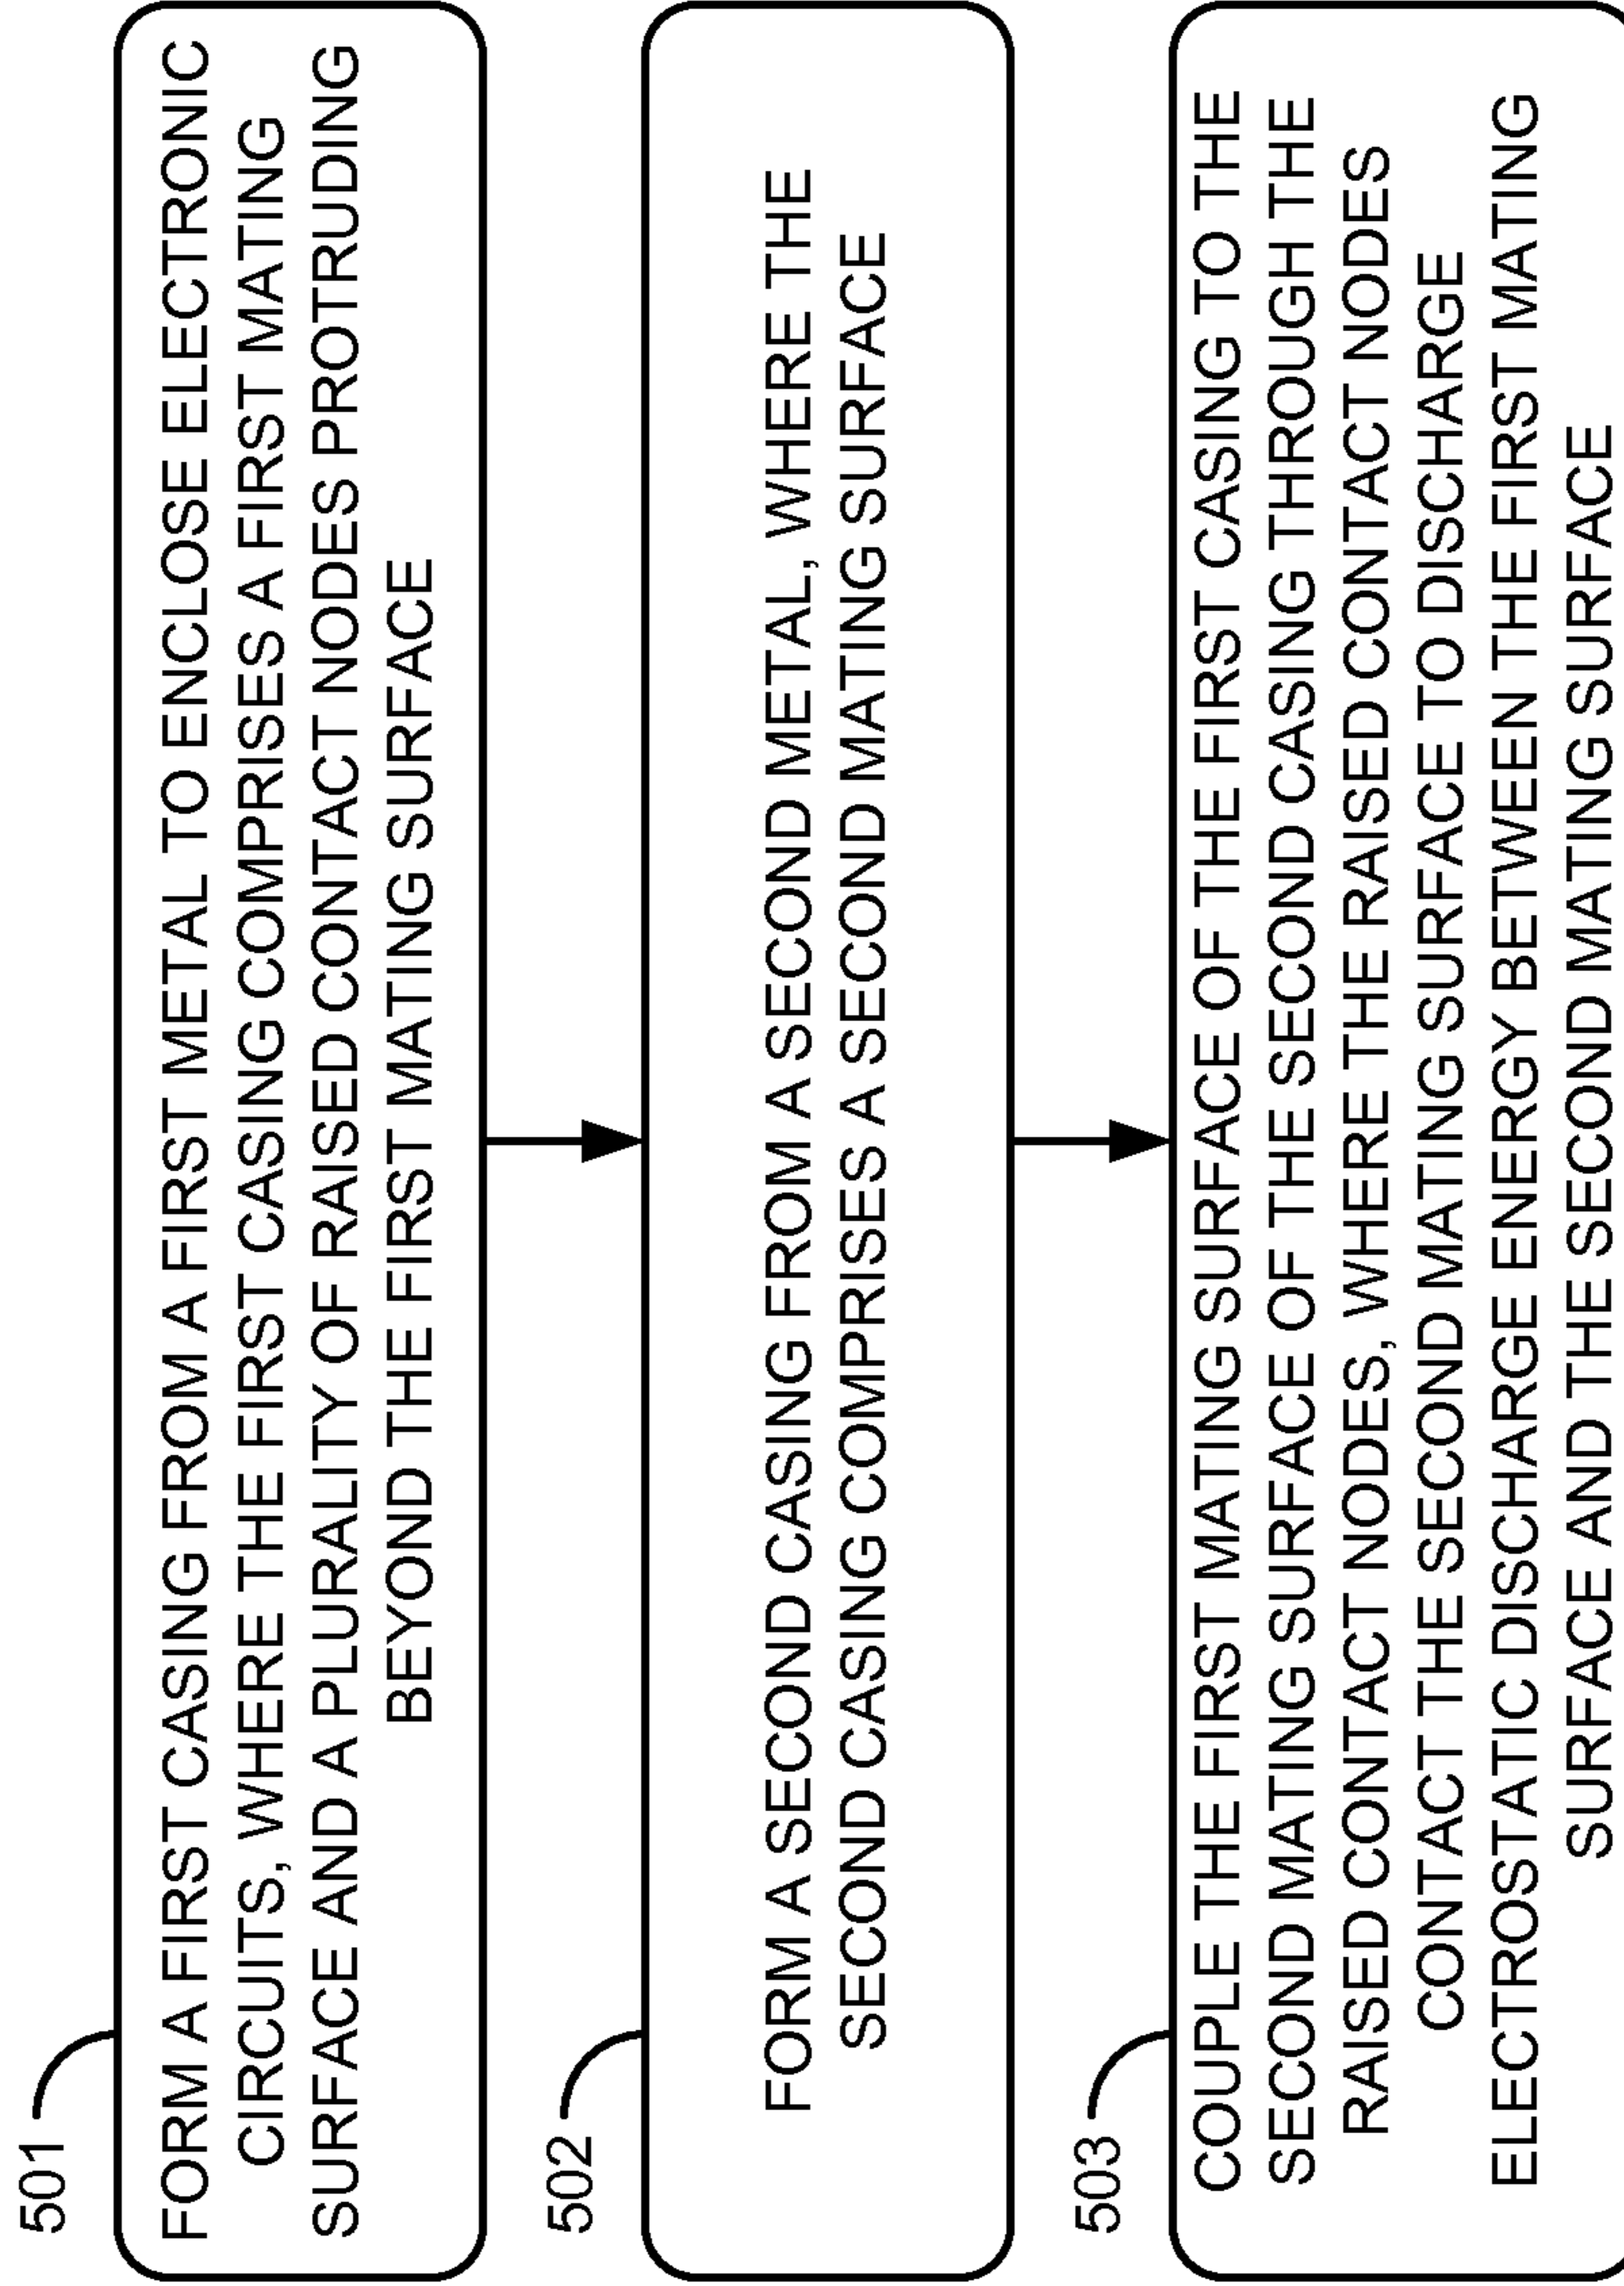 501
FORM A FIRST CASING FROM A FIRST METAL TO ENCLOSE ELECTRONIC
CIRCUITS, WHERE THE FIRST CASING COMPRISES A FIRST MATING
SURFACE AND A PLURALITY OF RAISED CONTACT NODES PROTRUDING
BEYOND THE FIRST MATING SURFACE
502
FORM A SECOND CASING FROM A SECOND METAL, WHERE THE
SECOND CASING COMPRISES A SECOND MATING SURFACE
503
COUPLE THE FIRST MATING SURFACE OF THE FIRST CASING TO THE
SECOND MATING SURFACE OF THE SECOND CASING THROUGH THE
RAISED CONTACT NODES, WHERE THE RAISED CONTACT NODES
CONTACT THE SECOND MATING SURFACE TO DISCHARGE
ELECTROSTATIC DISCHARGE ENERGY BETWEEN THE FIRST MATING
SURFACE AND THE SECOND MATING SURFACE